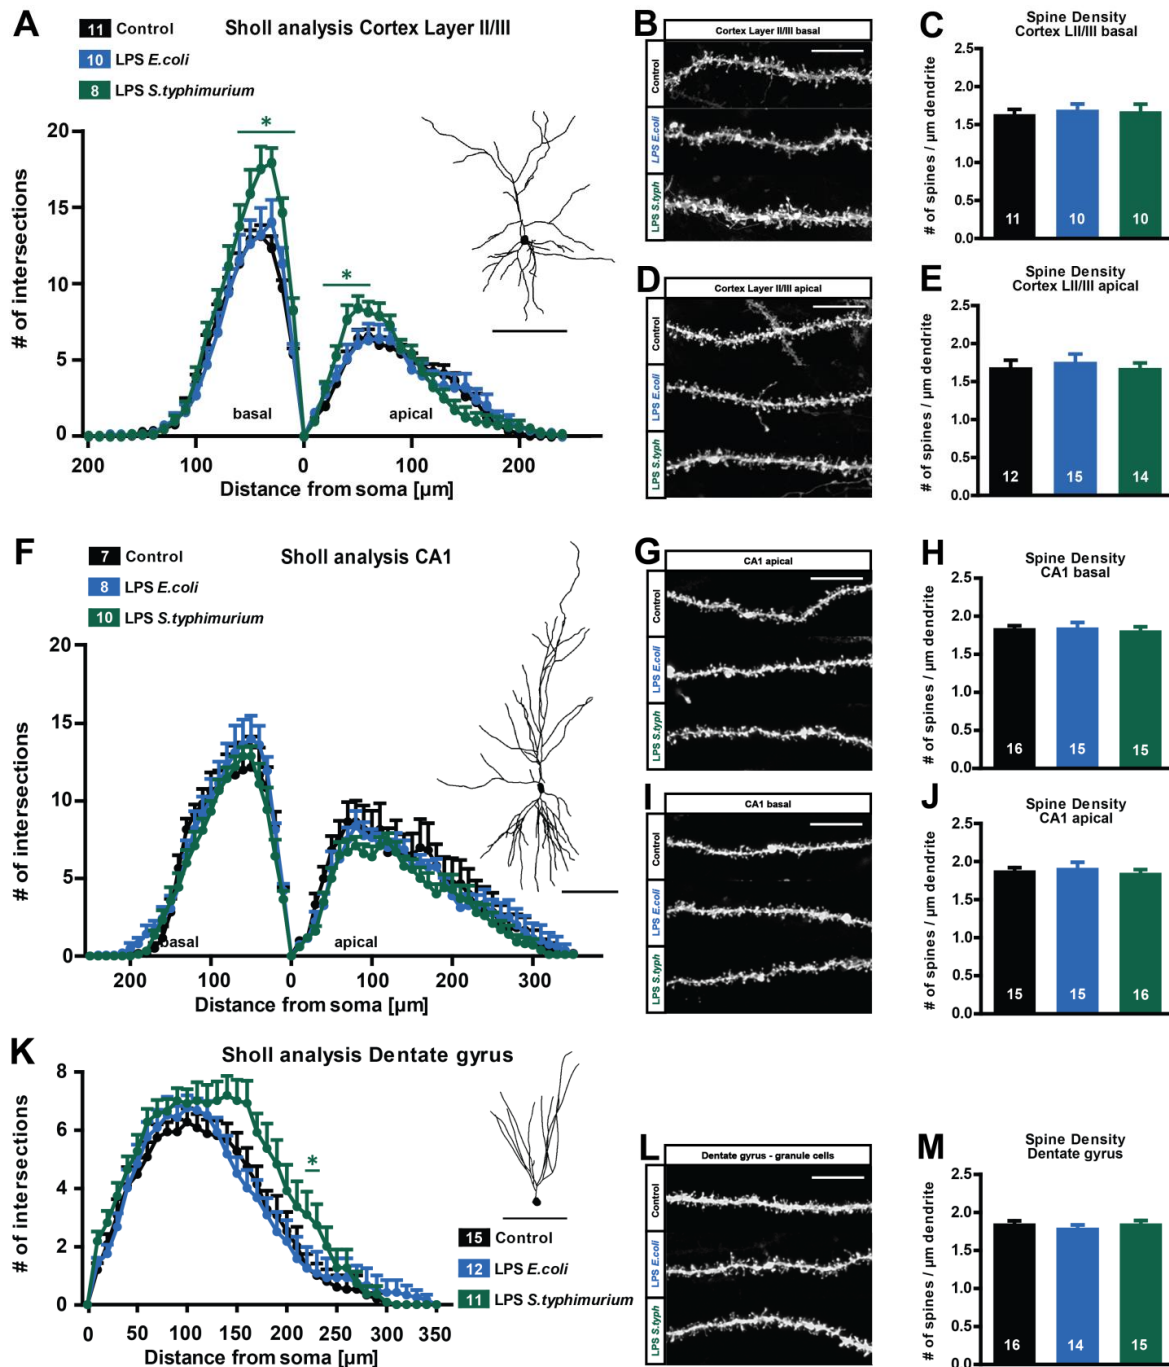 A
Sholl analysis Cortex Layer II/III
11 Control
10 LPS E.coli
8 LPS S.typhimurium
*
*
# of intersections
20
15
10
5
0
basal
apical
200
100
0
100
200
Distance from soma [µm]
B
Cortex Layer II/III basal
Control
LPS E.coli
LPS S.typh
C
Spine Density
Cortex LII/III basal
# of spines / µm dendrite
2.5
2.0
1.5
1.0
0.5
0.0
11
10
10
D
Cortex Layer II/III apical
Control
LPS E.coli
LPS S.typh
E
Spine Density
Cortex LII/III apical
# of spines / µm dendrite
2.5
2.0
1.5
1.0
0.5
0.0
12
15
14
F
Sholl analysis CA1
7 Control
8 LPS E.coli
10 LPS S.typhimurium
# of intersections
20
15
10
5
0
basal
apical
200
100
0
100
200
300
Distance from soma [µm]
G
CA1 apical
Control
LPS E.coli
LPS S.typh
H
Spine Density
CA1 basal
# of spines / µm dendrite
2.5
2.0
1.5
1.0
0.5
0.0
16
15
15
I
CA1 basal
Control
LPS E.coli
LPS S.typh
J
Spine Density
CA1 apical
# of spines / µm dendrite
2.5
2.0
1.5
1.0
0.5
0.0
15
15
16
K
Sholl analysis Dentate gyrus
# of intersections
8
6
4
2
0
*
15 Control
12 LPS E.coli
11 LPS S.typhimurium
0
50
100
150
200
250
300
350
Distance from soma [µm]
L
Dentate gyrus - granule cells
Control
LPS E.coli
LPS S.typh
M
Spine Density
Dentate gyrus
# of spines / µm dendrite
2.5
2.0
1.5
1.0
0.5
0.0
16
14
15